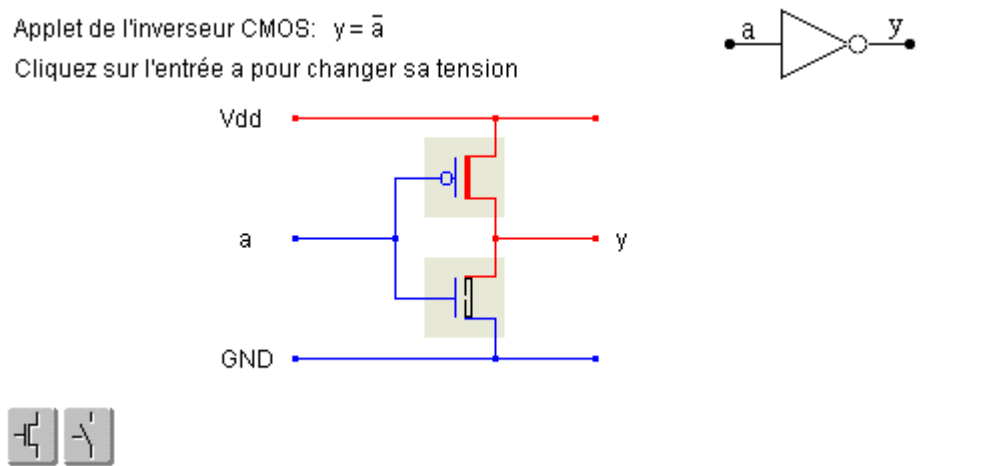 Applet de l'inverseur CMOS: y = a̅
a y
Cliquez sur l'entrée a pour changer sa tension
Vdd
a y
GND